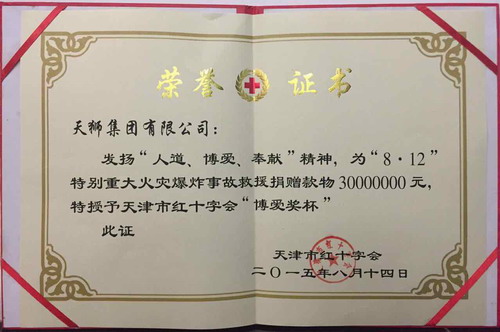 荣誉证书
天狮集团有限公司：
发扬“人道、博爱、奉献”精神，为“8·12”
特别重大火灾爆炸事故救援捐赠款物30000000元，
特授予天津市红十字会“博爱奖杯”
此证
天津市红十字会
二〇一五年八月十四日